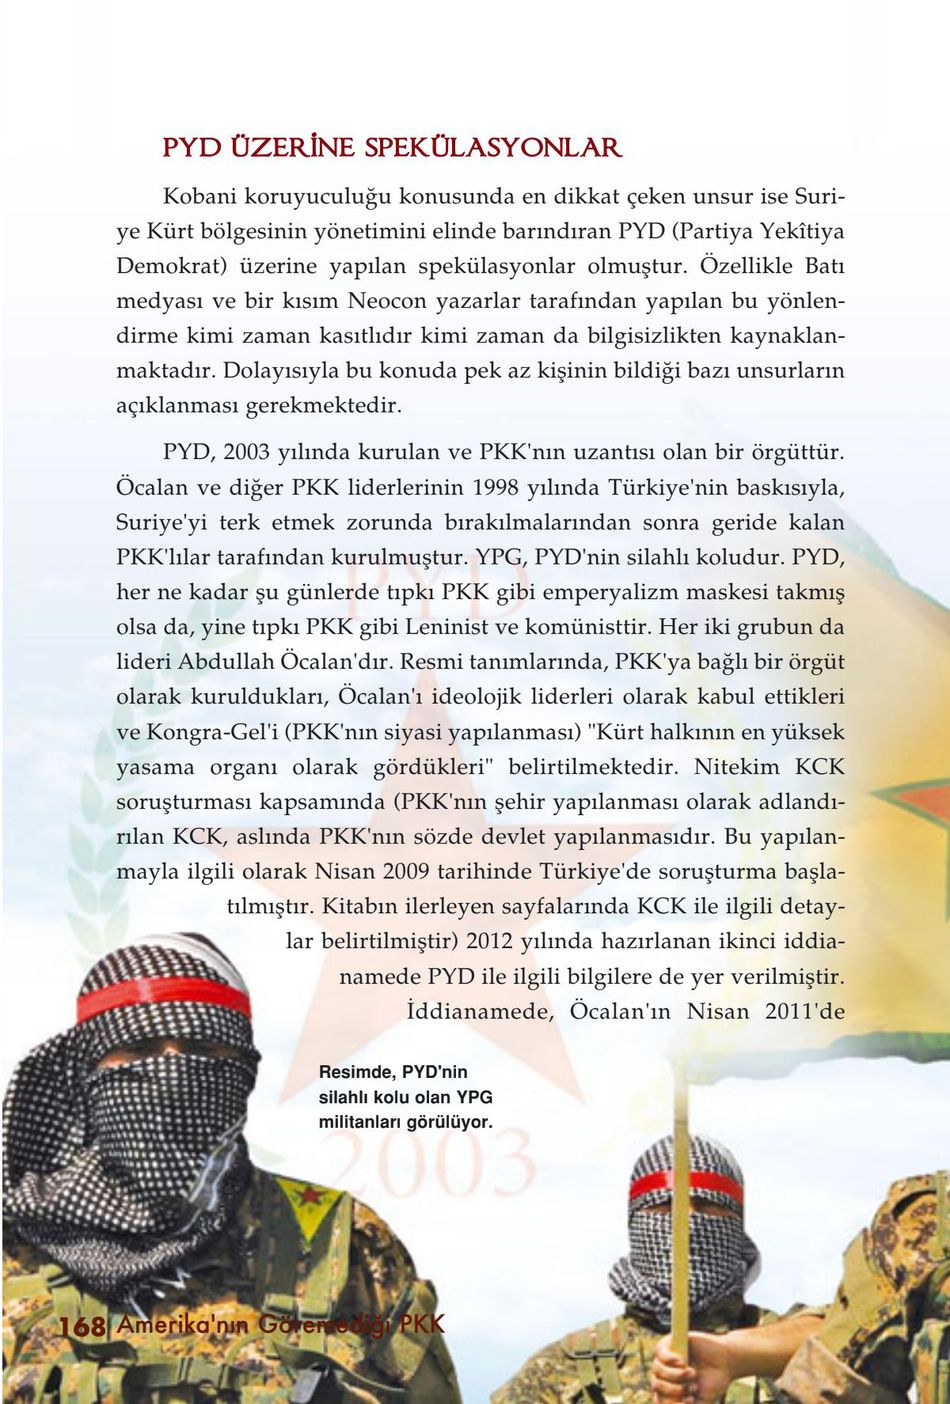 PYD ÜZERİNE SPEKÜLASYONLAR
Kobani koruyuculuğu konusunda en dikkat çeken unsur ise Suri-
ye Kürt bölgesinin yönetimini elinde barındıran PYD (Partiya Yekîtiya
Demokrat) üzerine yapılan spekülasyonlar olmuştur. Özellikle Batı
medyası ve bir kısım Neocon yazarlar tarafından yapılan bu yönlen-
dirme kimi zaman kasıtlıdır kimi zaman da bilgisizlikten kaynaklan-
maktadır. Dolayısıyla bu konuda pek az kişinin bildiği bazı unsurların
açıklanması gerekmektedir.
PYD, 2003 yılında kurulan ve PKK'nın uzantısı olan bir örgüttür.
Öcalan ve diğer PKK liderlerinin 1998 yılında Türkiye'nin baskısıyla,
Suriye'yi terk etmek zorunda bırakılmalarından sonra geride kalan
PKK'lılar tarafından kurulmuştur. YPG, PYD'nin silahlı koludur. PYD,
her ne kadar şu günlerde tıpkı PKK gibi emperyalizm maskesi takmış
olsa da, yine tıpkı PKK gibi Leninist ve komünisttir. Her iki grubun da
lideri Abdullah Öcalan'dır. Resmi tanımlarında, PKK'ya bağlı bir örgüt
olarak kuruldukları, Öcalan'ı ideolojik liderleri olarak kabul ettikleri
ve Kongra-Gel'i (PKK'nın siyasi yapılanması) "Kürt halkının en yüksek
yasama organı olarak gördükleri" belirtilmektedir. Nitekim KCK
soruşturması kapsamında (PKK'nın şehir yapılanması olarak adlandı-
rılan KCK, aslında PKK'nın sözde devlet yapılanmasıdır. Bu yapılan-
mayla ilgili olarak Nisan 2009 tarihinde Türkiye'de soruşturma başla-
tılmıştır. Kitabın ilerleyen sayfalarında KCK ile ilgili detay-
lar belirtilmiştir) 2012 yılında hazırlanan ikinci iddia-
namede PYD ile ilgili bilgilere de yer verilmiştir.
İddianamede, Öcalan'ın Nisan 2011'de
PYD
Resimde, PYD'nin
silahlı kolu olan YPG
militanları görülüyor.
2003
168 Amerika'nın Göremediği PKK